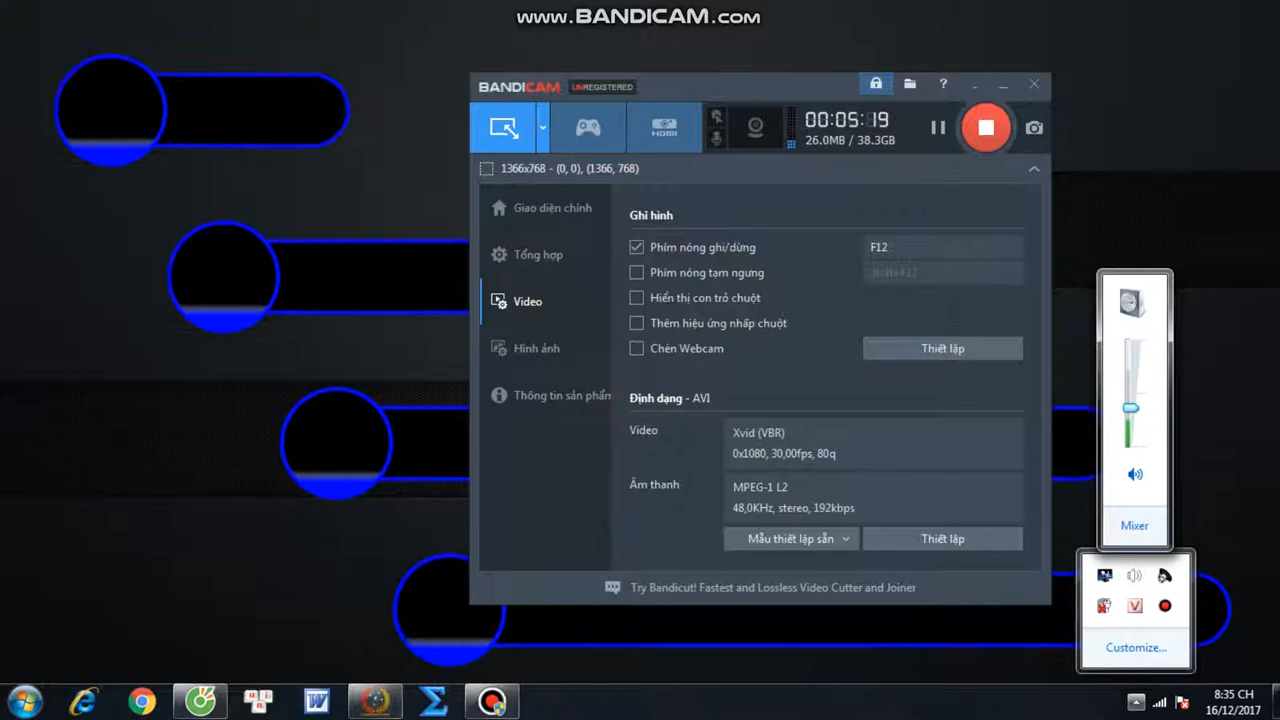 www.BANDICAM.com
BANDICAM UNREGISTERED
00:05:19
26.0MB / 38.3GB
HDMI
1366x768 - (0, 0), (1366, 768)
Giao diện chính
Tổng hợp
Video
Hình ảnh
Thông tin sản phẩm
Ghi hình
Phím nóng ghi/dừng F12
Phím nóng tạm ngưng Shift+F12
Hiển thị con trỏ chuột
Thêm hiệu ứng nhấp chuột
Chèn Webcam Thiết lập
Định dạng - AVI
Video
Xvid (VBR)
0x1080, 30,00fps, 80q
Âm thanh
MPEG-1 L2
48,0KHz, stereo, 192kbps
Mẫu thiết lập sẵn Thiết lập
Try Bandicut! Fastest and Lossless Video Cutter and Joiner
Mixer
Customize...
8:35 CH
16/12/2017